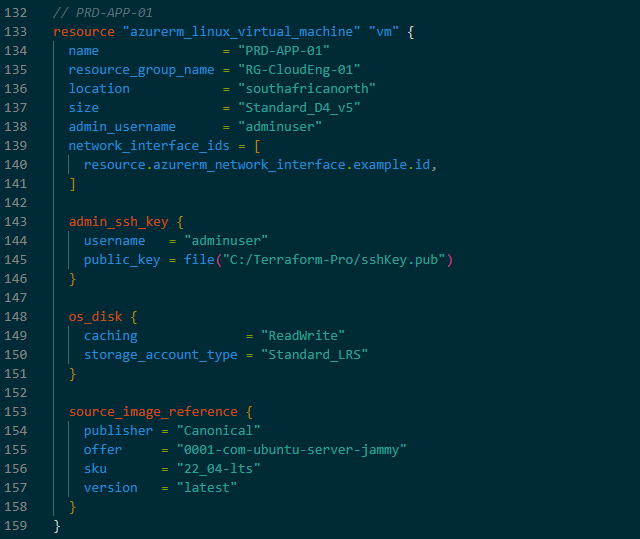 132 // PRD-APP-01
133 resource "azurerm_linux_virtual_machine" "vm" {
134   name                = "PRD-APP-01"
135   resource_group_name = "RG-CloudEng-01"
136   location            = "southafricanorth"
137   size                = "Standard_D4_v5"
138   admin_username      = "adminuser"
139   network_interface_ids = [
140     resource.azurerm_network_interface.example.id,
141   ]
142
143   admin_ssh_key {
144     username   = "adminuser"
145     public_key = file("C:/Terraform-Pro/sshKey.pub")
146   }
147
148   os_disk {
149     caching              = "ReadWrite"
150     storage_account_type = "Standard_LRS"
151   }
152
153   source_image_reference {
154     publisher = "Canonical"
155     offer     = "0001-com-ubuntu-server-jammy"
156     sku       = "22_04-lts"
157     version   = "latest"
158   }
159 }